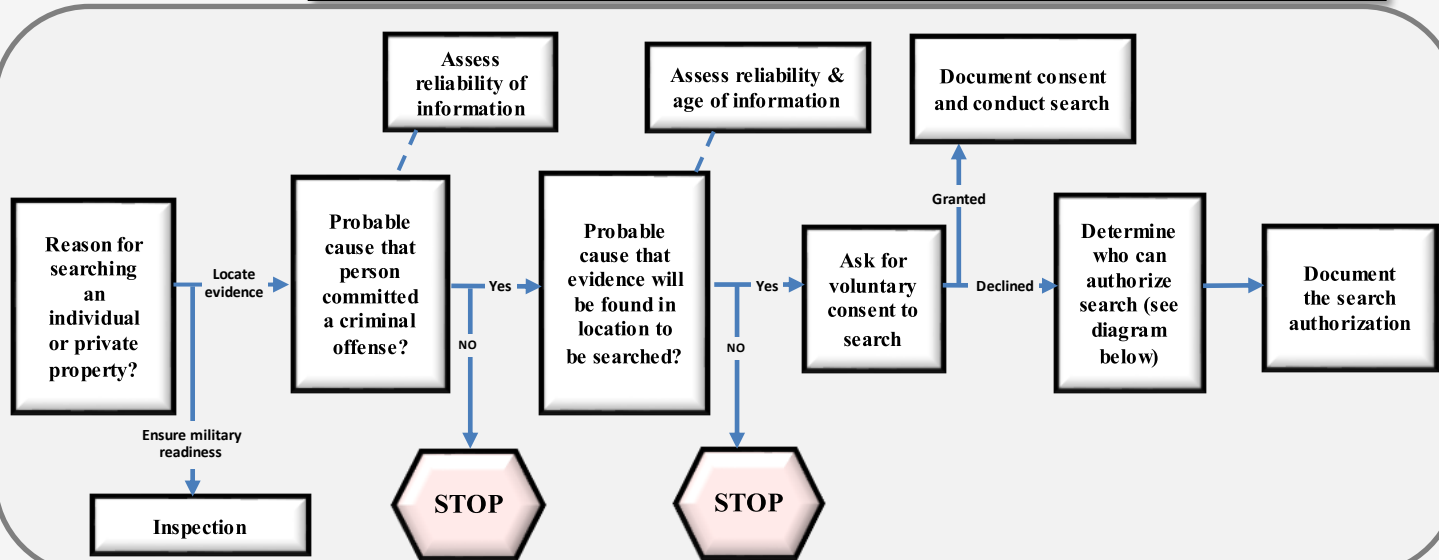 Assess
reliability of
information
Assess reliability &
age of information
Document consent
and conduct search
Reason for
searching
an
individual
or private
property?
Locate
evidence
Ensure military
readiness
Inspection
Probable
cause that
person
committed
a criminal
offense?
Yes
NO
STOP
Probable
cause that
evidence will
be found in
location to
be searched?
Yes
NO
STOP
Ask for
voluntary
consent to
search
Granted
Declined
Determine
who can
authorize
search (see
diagram
below)
Document
the search
authorization